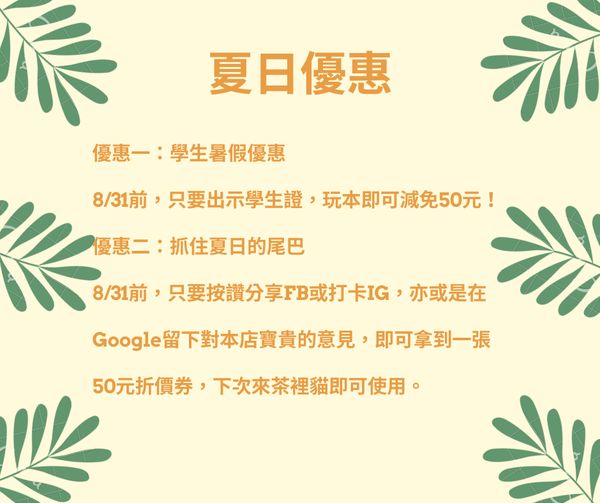 夏日優惠
優惠一：學生暑假優惠
8/31前，只要出示學生證，玩本即可減免50元！
優惠二：抓住夏日的尾巴
8/31前，只要按讚分享FB或打卡IG，亦或是在
Google留下對本店寶貴的意見，即可拿到一張
50元折價券，下次來茶裡貓即可使用。